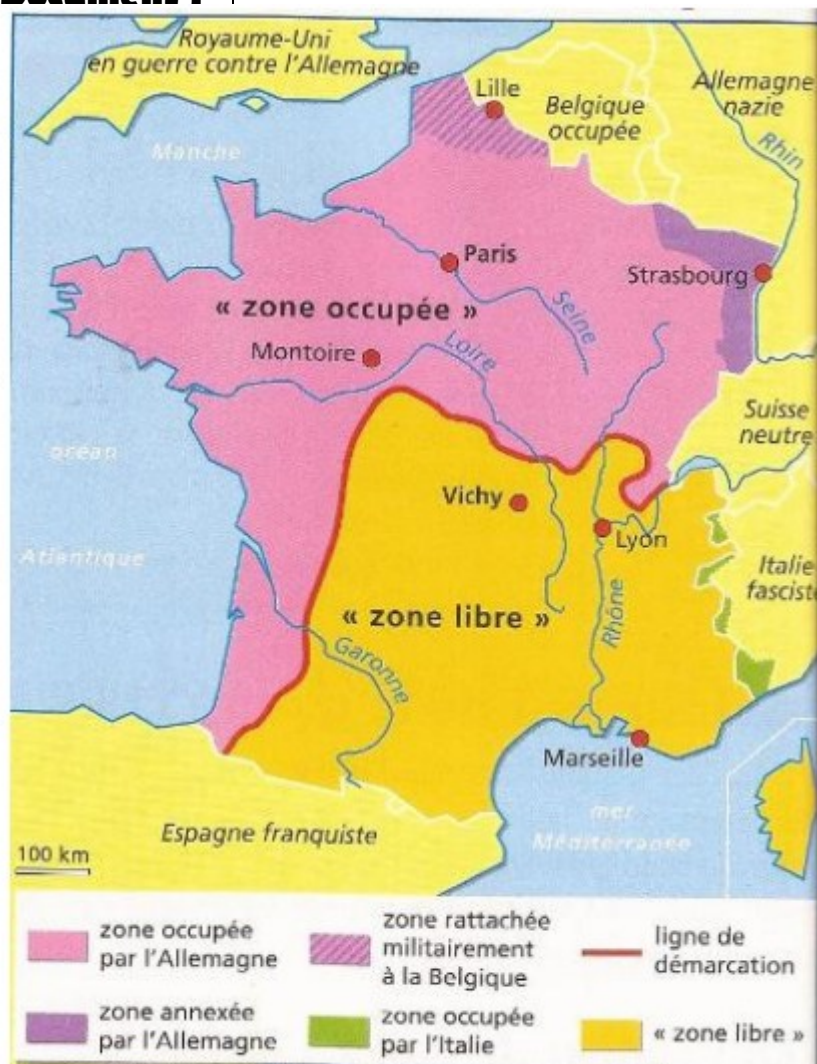 Royaume-Uni
en guerre contre l'Allemagne
Lille
Belgique
occupée
Allemagne
nazie
Rhin
Manche
Paris
Strasbourg
« zone occupée »
Seine
Montoire
Loire
Suisse
neutre
océan
Vichy
Lyon
Atlantique
Italie
fasciste
« zone libre »
Rhône
Garonne
Marseille
mer
Méditerranée
Espagne franquiste
100 km
zone occupée
par l'Allemagne
zone rattachée
militairement
à la Belgique
ligne de
démarcation
zone annexée
par l'Allemagne
zone occupée
par l'Italie
« zone libre »